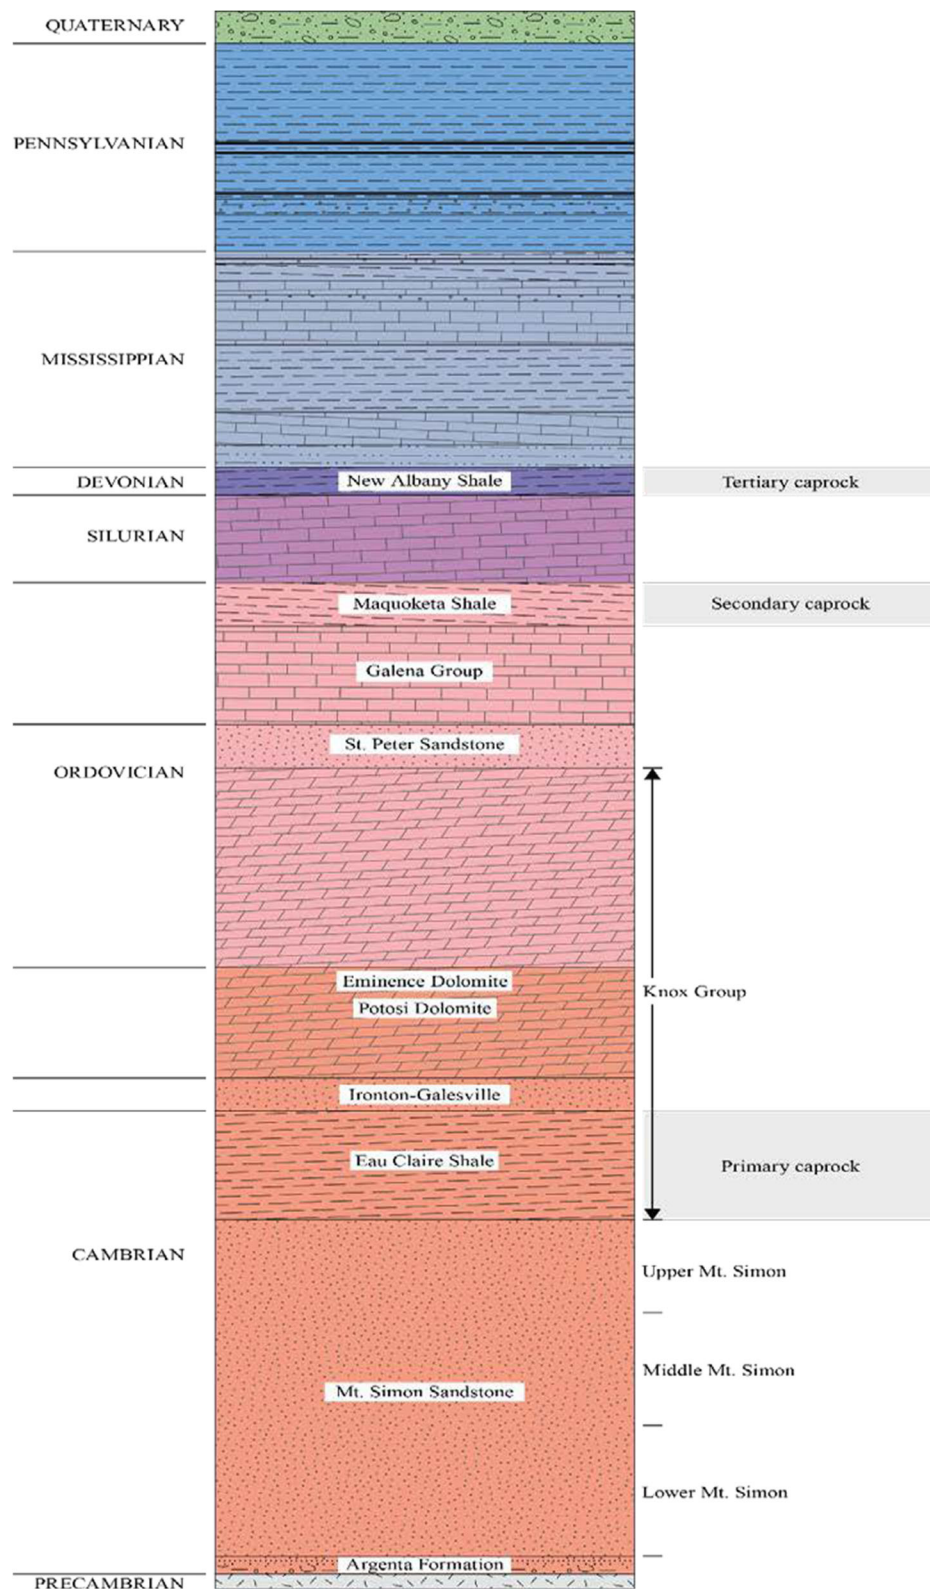 QUATERNARY
PENNSYLVANIAN
MISSISSIPPIAN
DEVONIAN
New Albany Shale
Tertiary caprock
SILURIAN
Maquoketa Shale
Secondary caprock
Galena Group
St. Peter Sandstone
ORDOVICIAN
Eminence Dolomite
Knox Group
Potosi Dolomite
Ironton-Galesville
Eau Claire Shale
Primary caprock
CAMBRIAN
Upper Mt. Simon
Middle Mt. Simon
Mt. Simon Sandstone
Lower Mt. Simon
Argenta Formation
PRECAMBRIAN